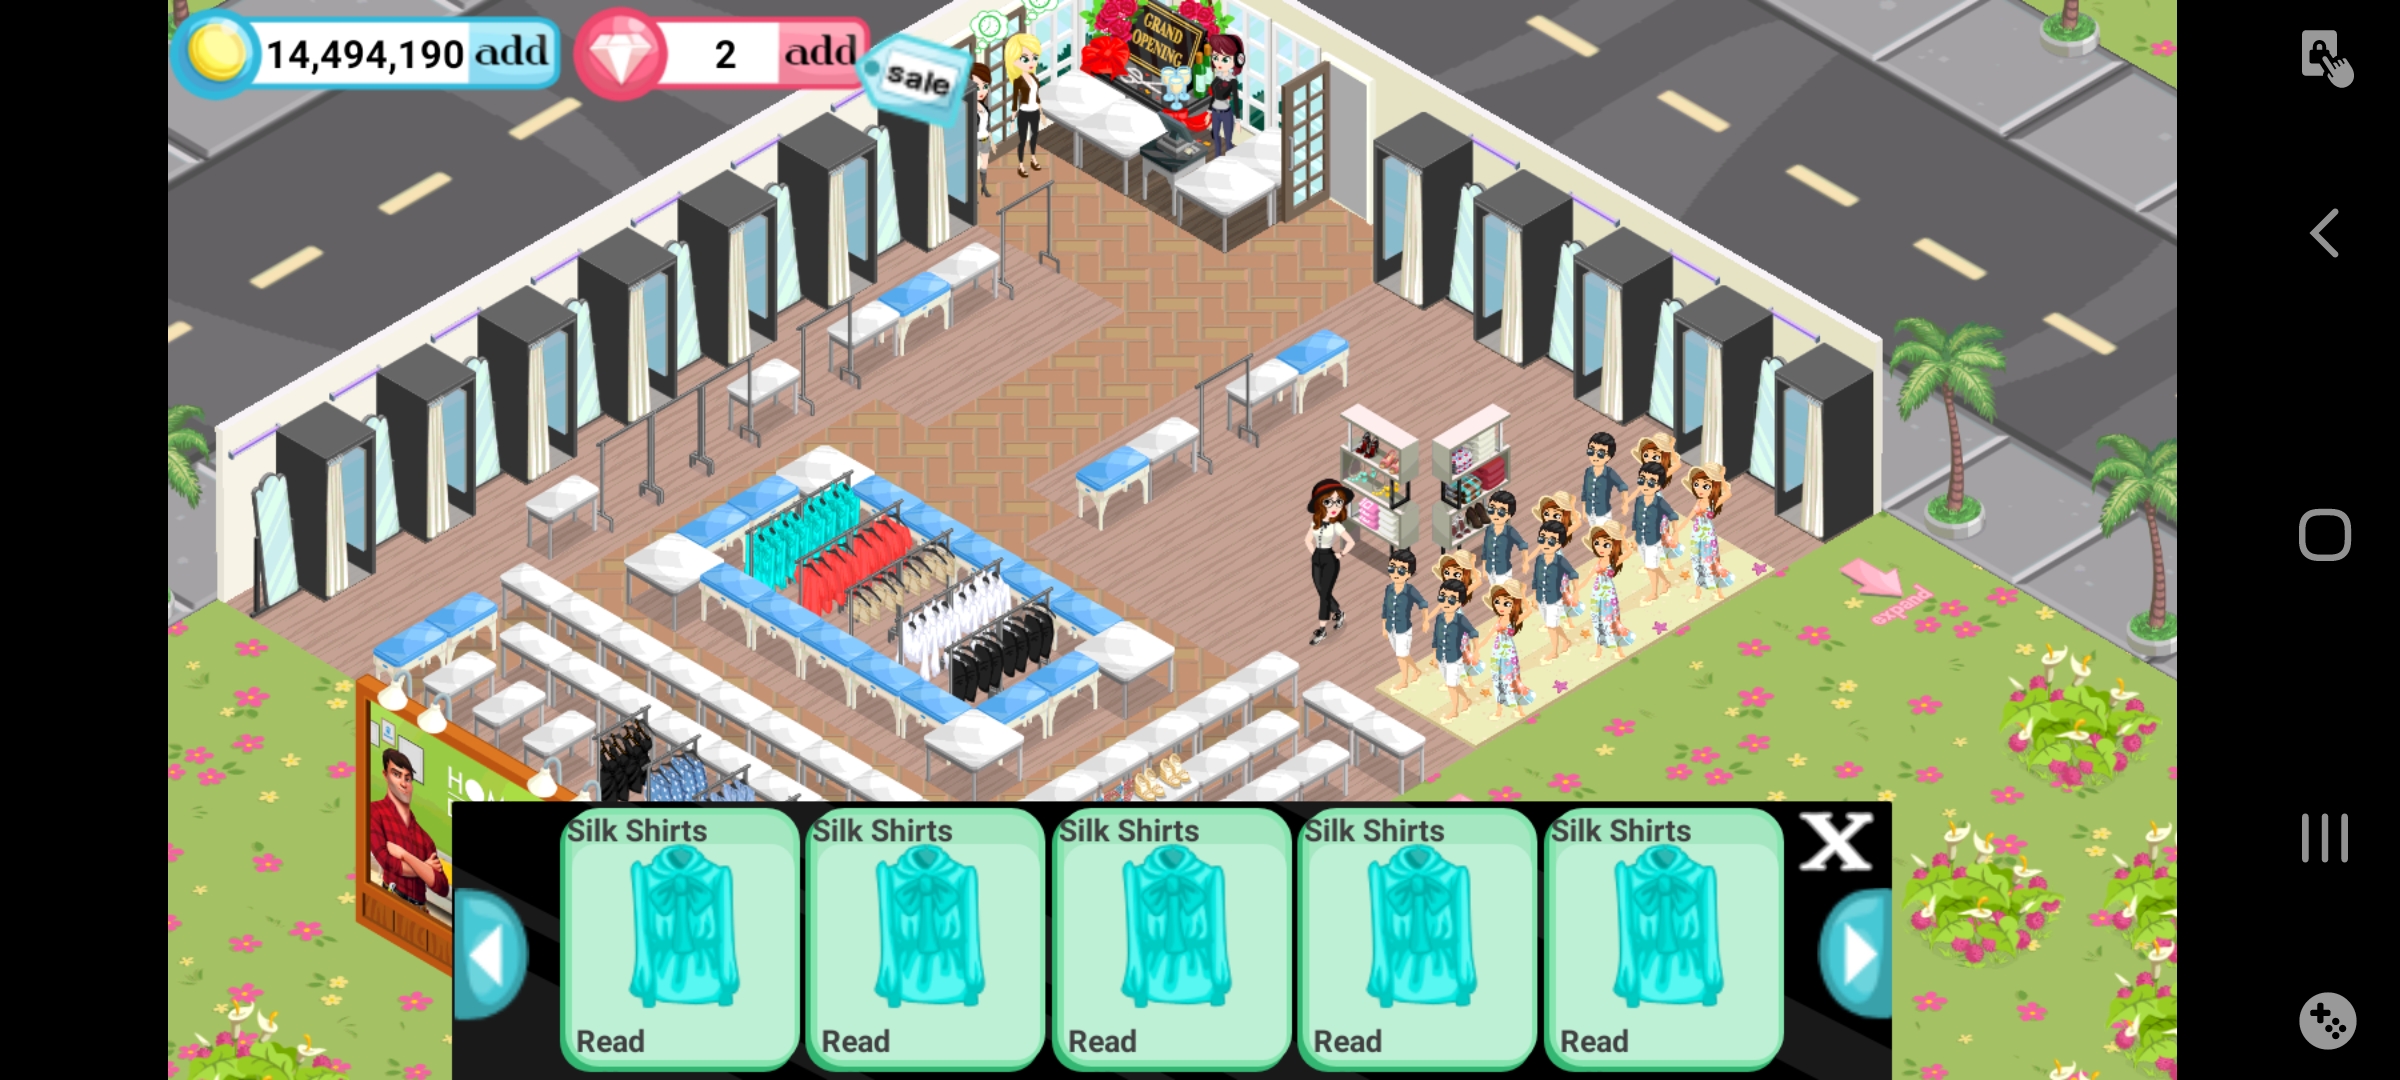 14,494,190 add
2 add
sale
GRAND
OPENING
expand
HOM
Silk Shirts
Silk Shirts
Silk Shirts
Silk Shirts
Silk Shirts
X
Read
Read
Read
Read
Read